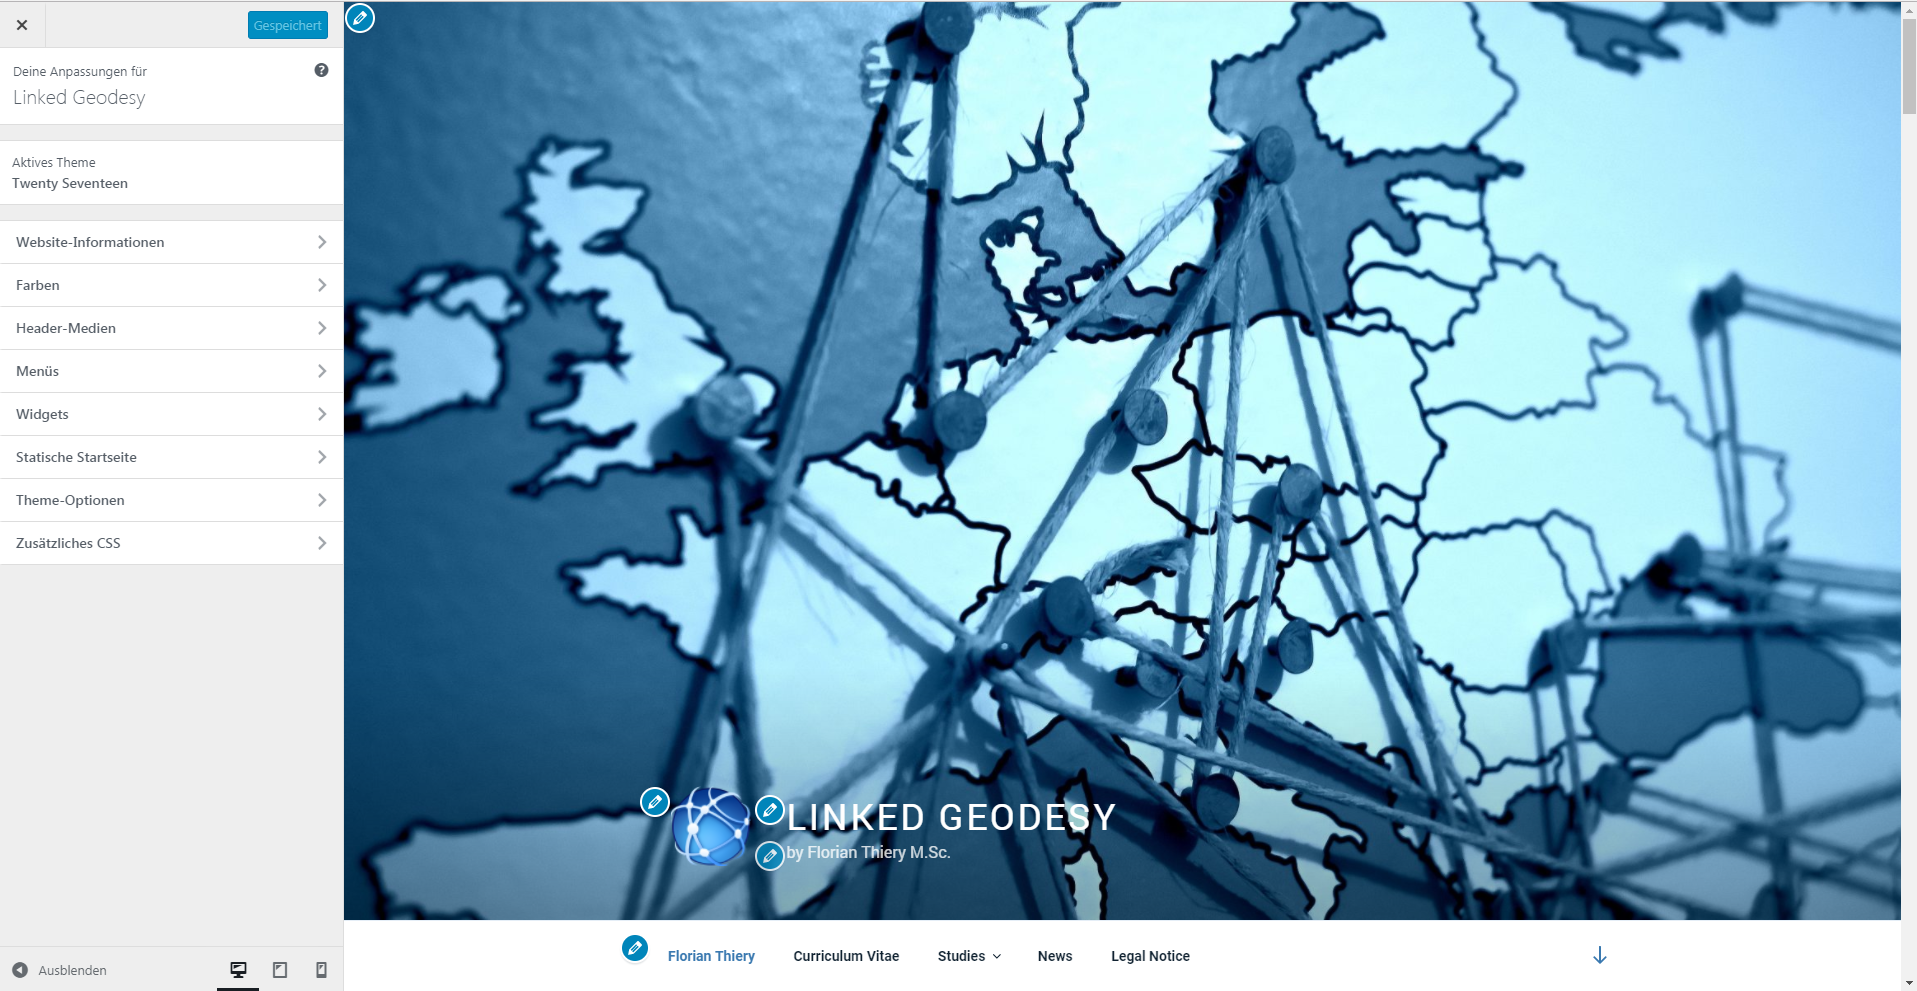 Gespeichert
Deine Anpassungen für
Linked Geodesy
Aktives Theme
Twenty Seventeen
Website-Informationen
Farben
Header-Medien
Menüs
Widgets
Statische Startseite
Theme-Optionen
Zusätzliches CSS
Ausblenden
LINKED GEODESY
by Florian Thiery M.Sc.
Florian Thiery Curriculum Vitae Studies News Legal Notice